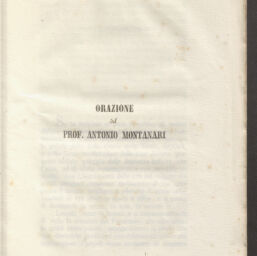 ORAZIONE
del
PROF. ANTONIO MONTANARI